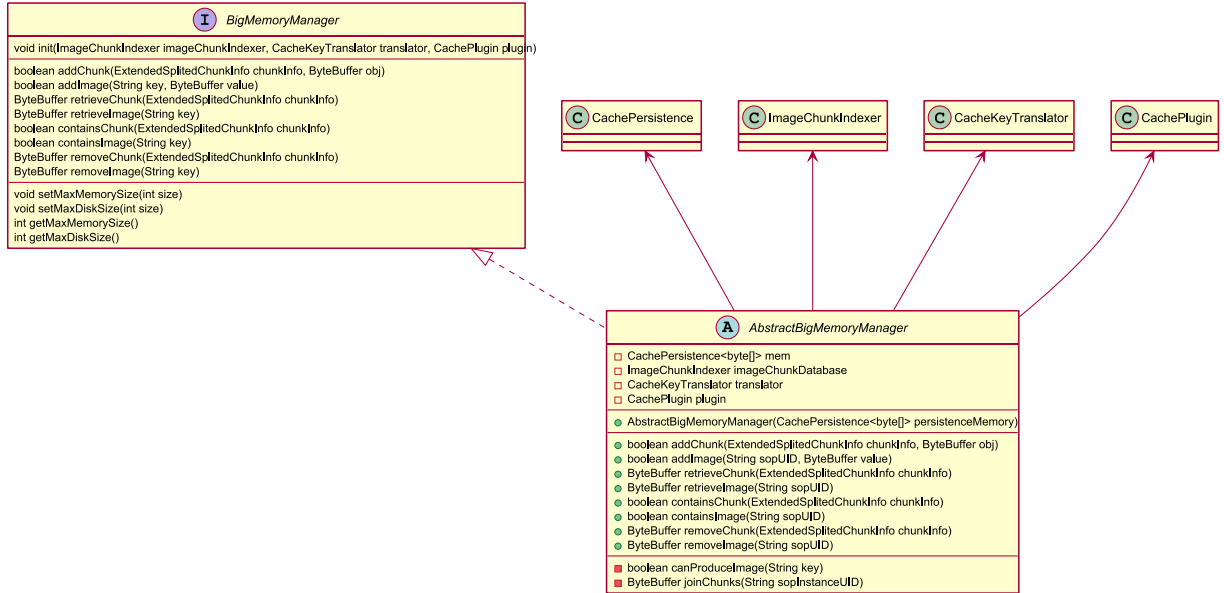 I BigMemoryManager
void init(ImageChunkIndexer imageChunkIndexer, CacheKeyTranslator translator, CachePlugin plugin)
boolean addChunk(ExtendedSplitedChunkInfo chunkInfo, ByteBuffer obj)
boolean addImage(String key, ByteBuffer value)
ByteBuffer retrieveChunk(ExtendedSplitedChunkInfo chunkInfo)
ByteBuffer retrieveImage(String key)
boolean containsChunk(ExtendedSplitedChunkInfo chunkInfo)
boolean containsImage(String key)
ByteBuffer removeChunk(ExtendedSplitedChunkInfo chunkInfo)
ByteBuffer removeImage(String key)
void setMaxMemorySize(int size)
void setMaxDiskSize(int size)
int getMaxMemorySize()
int getMaxDiskSize()
C CachePersistence
C ImageChunkIndexer
C CacheKeyTranslator
C CachePlugin
A AbstractBigMemoryManager
CachePersistence<byte[]> mem
ImageChunkIndexer imageChunkDatabase
CacheKeyTranslator translator
CachePlugin plugin
AbstractBigMemoryManager(CachePersistence<byte[]> persistenceMemory)
boolean addChunk(ExtendedSplitedChunkInfo chunkInfo, ByteBuffer obj)
boolean addImage(String sopUID, ByteBuffer value)
ByteBuffer retrieveChunk(ExtendedSplitedChunkInfo chunkInfo)
ByteBuffer retrieveImage(String sopUID)
boolean containsChunk(ExtendedSplitedChunkInfo chunkInfo)
boolean containsImage(String sopUID)
ByteBuffer removeChunk(ExtendedSplitedChunkInfo chunkInfo)
ByteBuffer removeImage(String sopUID)
boolean canProduceImage(String key)
ByteBuffer joinChunks(String sopInstanceUID)